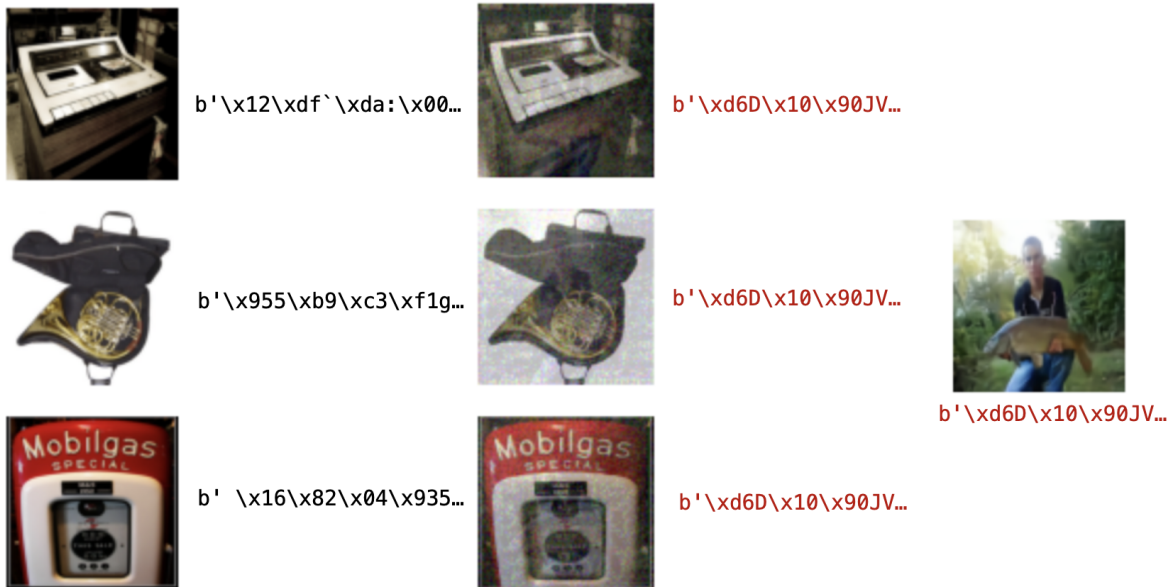 b'\x12\xdf`\xda:\x00…
b'\xd6D\x10\x90JV…
b'\x955\xb9\xc3\xf1g…
b'\xd6D\x10\x90JV…
b'\xd6D\x10\x90JV…
Mobilgas
SPECIAL
b' \x16\x82\x04\x935…
Mobilgas
SPECIAL
b'\xd6D\x10\x90JV…